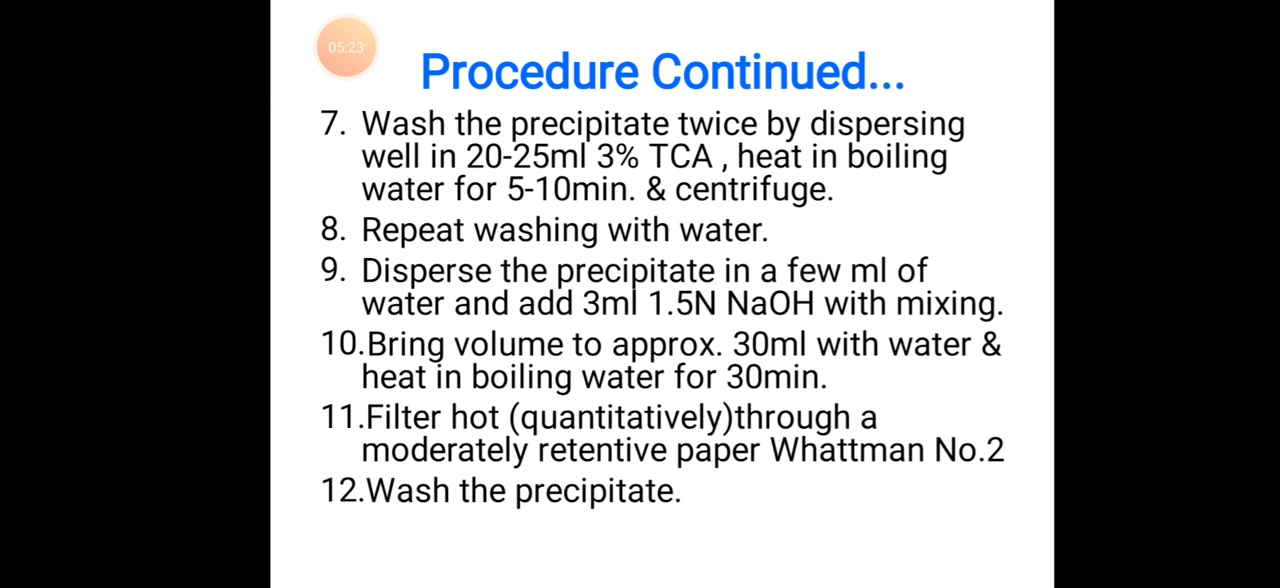 05:23
Procedure Continued...
7. Wash the precipitate twice by dispersing
well in 20-25ml 3% TCA , heat in boiling
water for 5-10min. & centrifuge.
8. Repeat washing with water.
9. Disperse the precipitate in a few ml of
water and add 3ml 1.5N NaOH with mixing.
10.Bring volume to approx. 30ml with water &
heat in boiling water for 30min.
11.Filter hot (quantitatively)through a
moderately retentive paper Whattman No.2
12.Wash the precipitate.